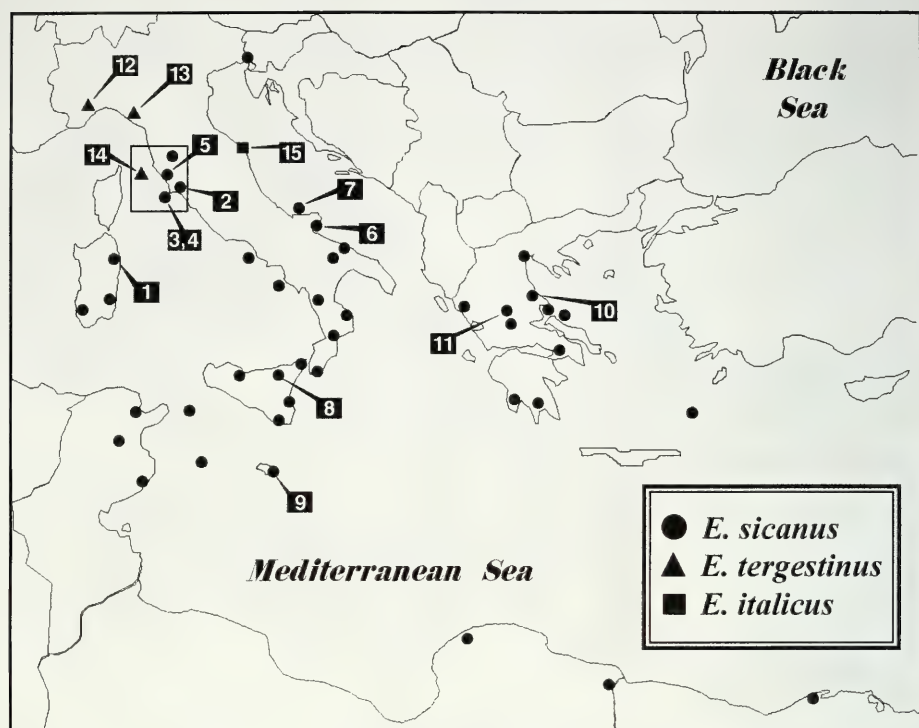 12
13
Black
Sea
14
5
15
2
7
3,4
6
1
10
11
8
9
Mediterranean Sea
E. sicanus
E. tergestinus
E. italicus